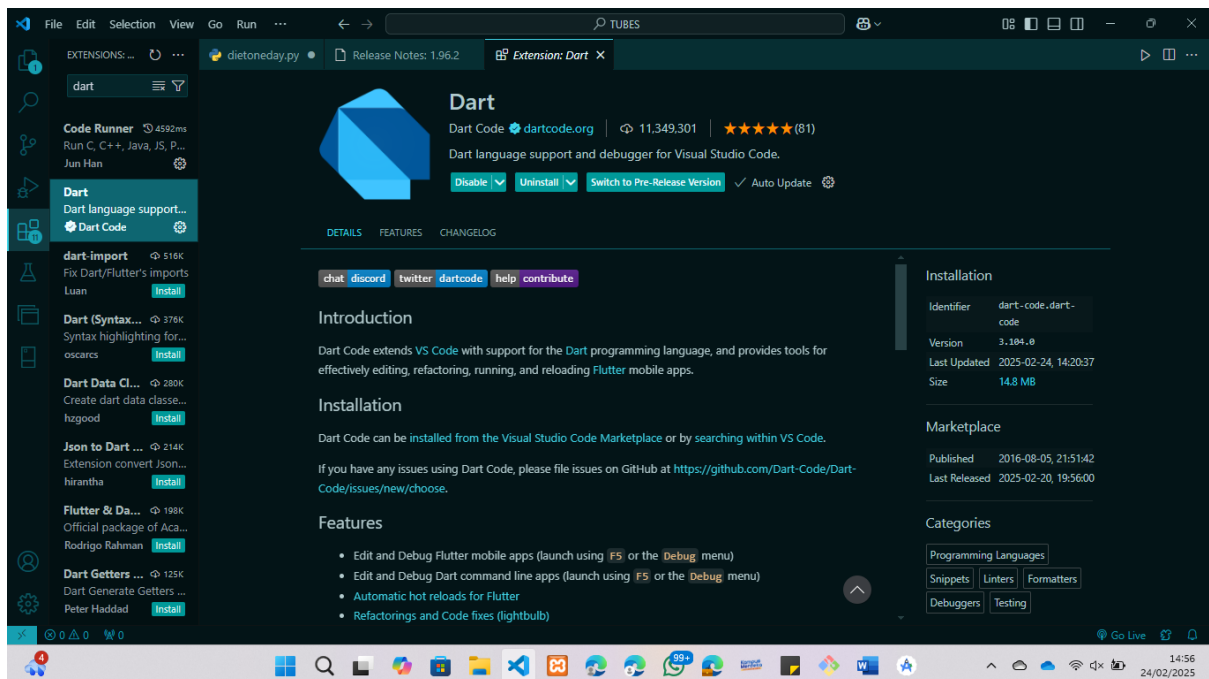 File Edit Selection View Go Run ···
TUBES
EXTENSIONS: ...
dietoneday.py
Release Notes: 1.96.2
Extension: Dart
1
11
dart
Code Runner 4592ms
Run C, C++, Java, JS, P...
Jun Han
Dart
Dart language support...
Dart Code
dart-import 516K
Fix Dart/Flutter's imports
Luan Install
Dart (Syntax... 376K
Syntax highlighting for...
oscarcs Install
Dart Data Cl... 280K
Create dart data classe...
hzgood Install
Json to Dart ... 214K
Extension convert Json...
hirantha Install
Flutter & Da... 198K
Official package of Aca...
Rodrigo Rahman Install
Dart Getters ... 125K
Dart Generate Getters ...
Peter Haddad Install
Dart
Dart Code dartcode.org 11,349,301 (81)
Dart language support and debugger for Visual Studio Code.
Disable Uninstall Switch to Pre-Release Version Auto Update
DETAILS FEATURES CHANGELOG
chat discord twitter dartcode help contribute
Introduction
Dart Code extends VS Code with support for the Dart programming language, and provides tools for
effectively editing, refactoring, running, and reloading Flutter mobile apps.
Installation
Dart Code can be installed from the Visual Studio Code Marketplace or by searching within VS Code.
If you have any issues using Dart Code, please file issues on GitHub at https://github.com/Dart-Code/Dart-
Code/issues/new/choose.
Features
• Edit and Debug Flutter mobile apps (launch using F5 or the Debug menu)
• Edit and Debug Dart command line apps (launch using F5 or the Debug menu)
• Automatic hot reloads for Flutter
• Refactorings and Code fixes (lightbulb)
Installation
Identifier dart-code.dart-
code
Version 3.104.0
Last Updated 2025-02-24, 14:20:37
Size 14.8 MB
Marketplace
Published 2016-08-05, 21:51:42
Last Released 2025-02-20, 19:56:00
Categories
Programming Languages
Snippets Linters Formatters
Debuggers Testing
0 0 0
Go Live
4
99+
14:56
24/02/2025